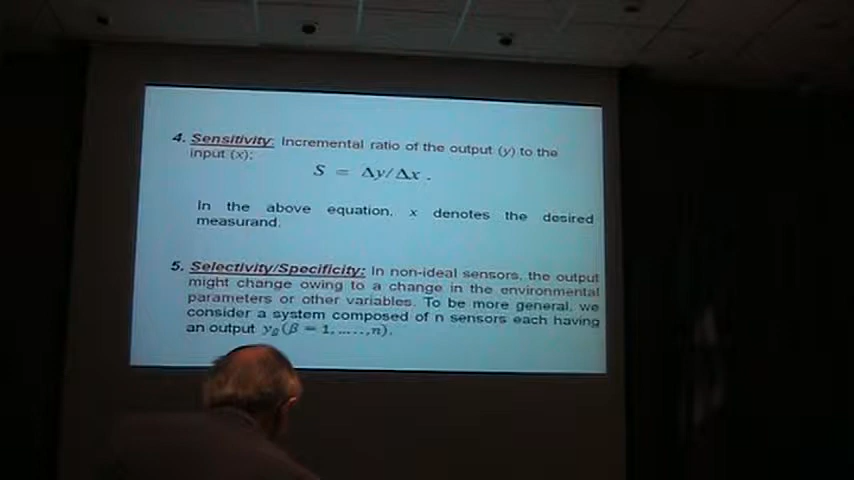 4. Sensitivity: Incremental ratio of the output (y) to the
input (x);
S = Δy/Δx .
In the above equation, x denotes the desired
measurand.
5. Selectivity/Specificity: In non-ideal sensors, the output
might change owing to a change in the environmental
parameters or other variables. To be more general, we
consider a system composed of n sensors each having
an output yβ(β = 1, .....,n).